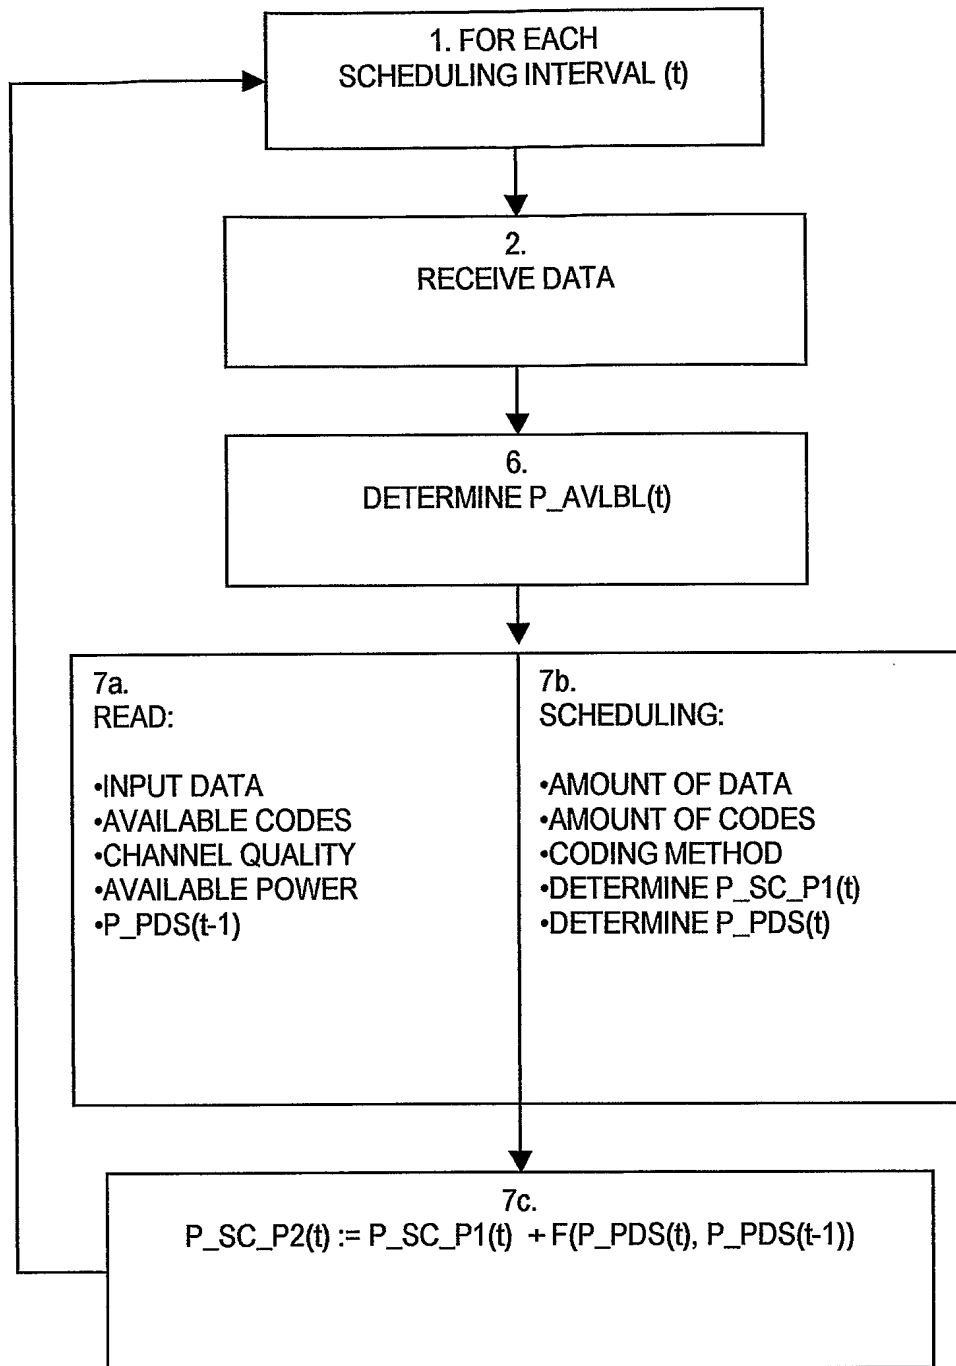 1. FOR EACH
SCHEDULING INTERVAL (t)
2.
RECEIVE DATA
6.
DETERMINE P_AVLBL(t)
7a.
READ:
•INPUT DATA
•AVAILABLE CODES
•CHANNEL QUALITY
•AVAILABLE POWER
•P_PDS(t-1)
7b.
SCHEDULING:
•AMOUNT OF DATA
•AMOUNT OF CODES
•CODING METHOD
•DETERMINE P_SC_P1(t)
•DETERMINE P_PDS(t)
7c.
P_SC_P2(t) := P_SC_P1(t) + F(P_PDS(t), P_PDS(t-1))